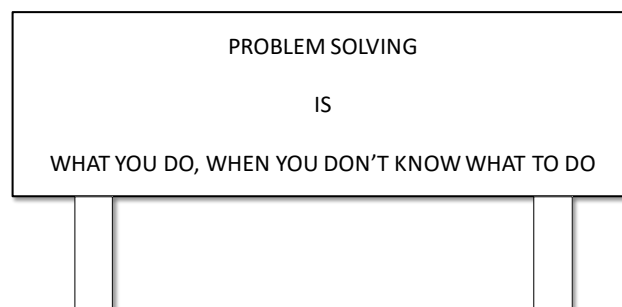 PROBLEM SOLVING
IS
WHAT YOU DO, WHEN YOU DON’T KNOW WHAT TO DO